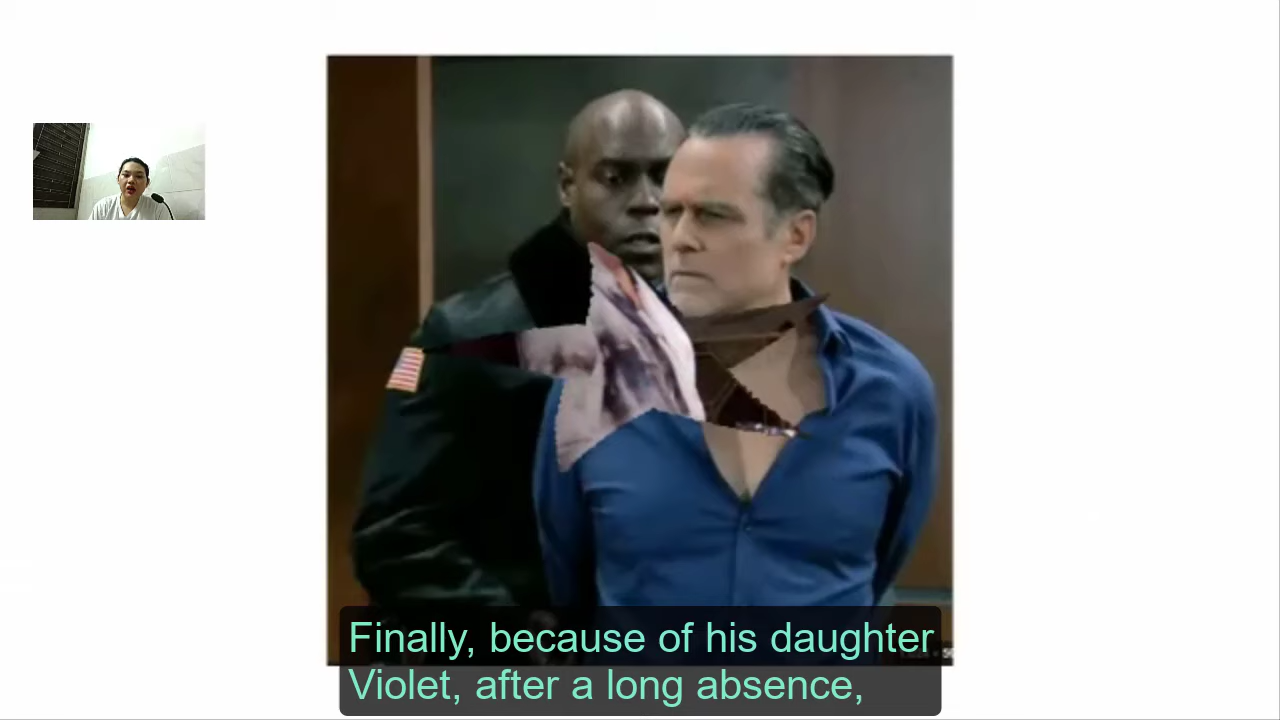 Finally, because of his daughter
Violet, after a long absence,